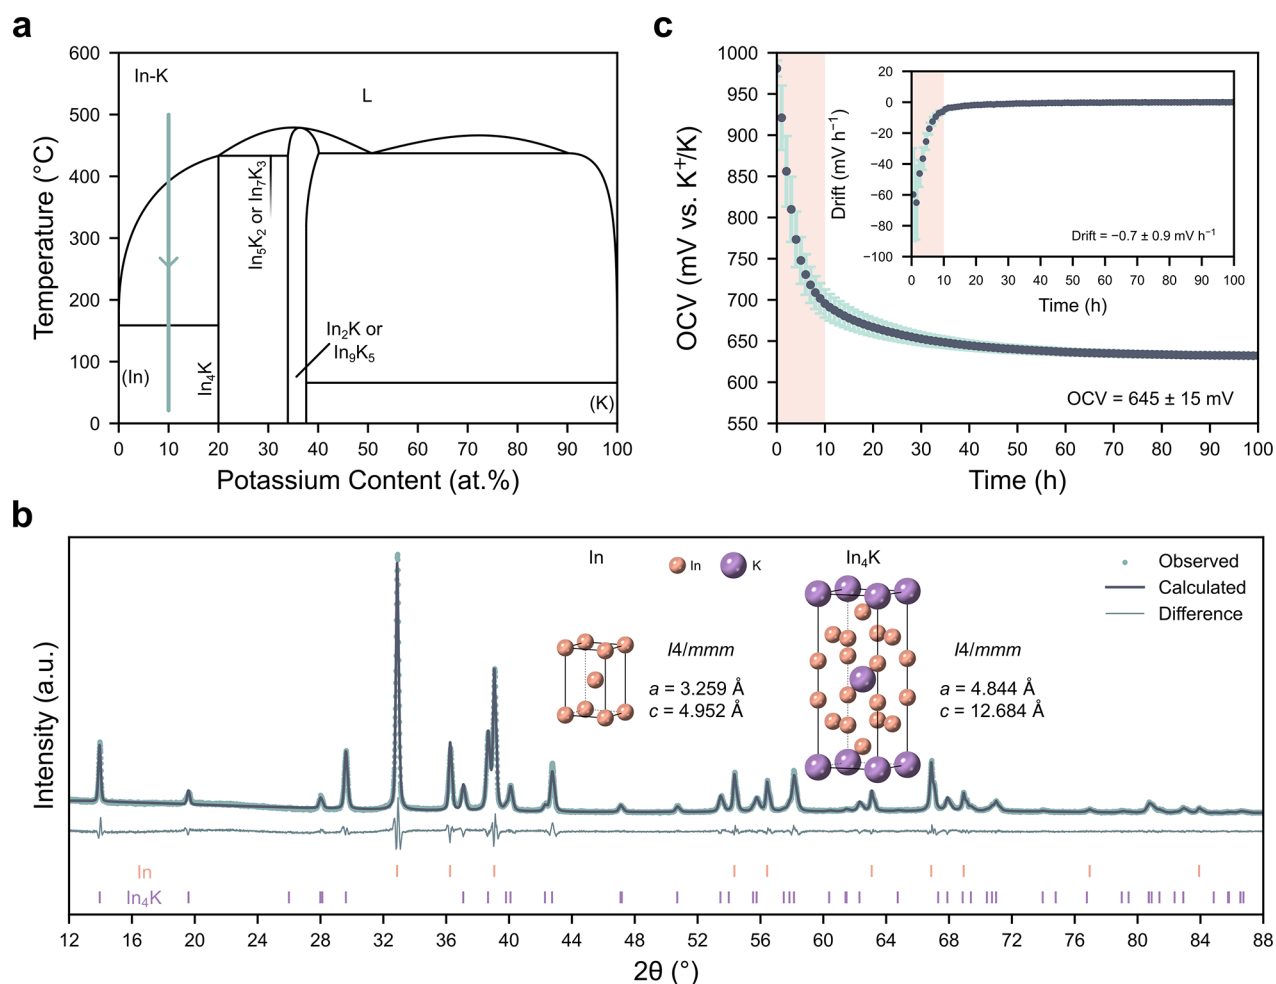 a
600
500
400
300
200
100
0
Temperature (°C)
In-K
L
In₅K₂ or In₇K₃
In₂K or
In₉K₅
(In)
In₄K
(K)
0 10 20 30 40 50 60 70 80 90 100
Potassium Content (at.%)
c
1000
950
900
850
800
750
700
650
600
550
OCV (mV vs. K⁺/K)
20
0
−20
−40
−60
−80
−100
Drift (mV h⁻¹)
Drift = −0.7 ± 0.9 mV h⁻¹
0 10 20 30 40 50 60 70 80 90 100
Time (h)
OCV = 645 ± 15 mV
0 10 20 30 40 50 60 70 80 90 100
Time (h)
b
Intensity (a.u.)
In
In
K
In₄K
I4/mmm
a = 3.259 Å
c = 4.952 Å
I4/mmm
a = 4.844 Å
c = 12.684 Å
Observed
Calculated
Difference
In
In₄K
12 16 20 24 28 32 36 40 44 48 52 56 60 64 68 72 76 80 84 88
2θ (°)